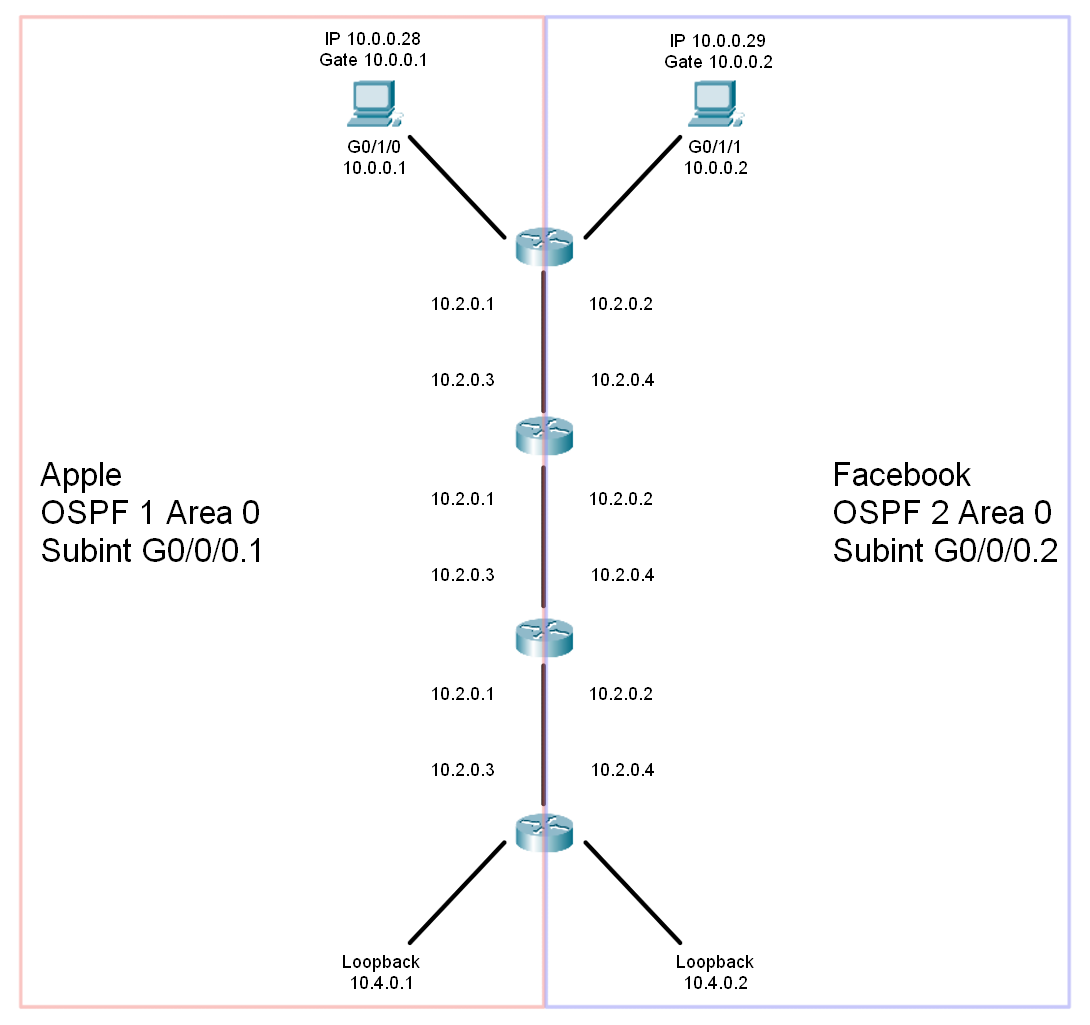 IP 10.0.0.28
Gate 10.0.0.1
IP 10.0.0.29
Gate 10.0.0.2
G0/1/0
10.0.0.1
G0/1/1
10.0.0.2
10.2.0.1
10.2.0.2
10.2.0.3
10.2.0.4
Apple
OSPF 1 Area 0
Subint G0/0/0.1
Facebook
OSPF 2 Area 0
Subint G0/0/0.2
10.2.0.1
10.2.0.2
10.2.0.3
10.2.0.4
10.2.0.1
10.2.0.2
10.2.0.3
10.2.0.4
Loopback
10.4.0.1
Loopback
10.4.0.2